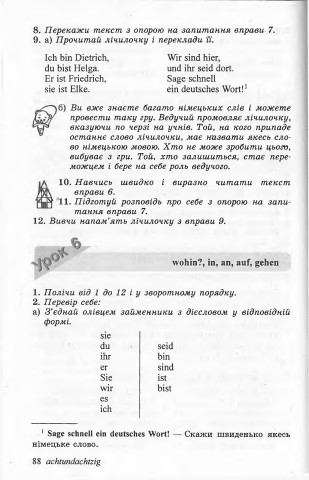 8. Перекажи текст з опорою на запитання вправи 7.
9. а) Прочитай лічилочку і переклади її.
Ich bin Dietrich,
du bist Helga.
Er ist Friedrich,
sie ist Elke.
Wir sind hier,
und ihr seid dort.
Sage schnell
ein deutsches Wort!¹
б) Ви вже знаєте багато німецьких слів і можете
провести таку гру. Ведучий промовляє лічилочку,
вказуючи по черзі на учнів. Той, на кого припаде
останнє слово лічилочки, має назвати якесь сло-
во німецькою мовою. Хто не може зробити цього,
вибуває з гри. Той, хто залишиться, стає пере-
можцем і бере на себе роль ведучого.
10. Навчись швидко і виразно читати текст
вправи 6.
11. Підготуй розповідь про себе з опорою на запи-
тання вправи 7.
12. Вивчи напам'ять лічилочку з вправи 9.
Урок 6
wohin?, in, an, auf, gehen
1. Полічи від 1 до 12 і у зворотному порядку.
2. Перевір себе:
а) З'єднай олівцем займенники з дієсловом у відповідній
формі.
sie
du
ihr
er
Sie
wir
es
ich
seid
bin
sind
ist
bist
¹ Sage schnell ein deutsches Wort! — Скажи швиденько якесь
німецьке слово.
88 achtundachtzig